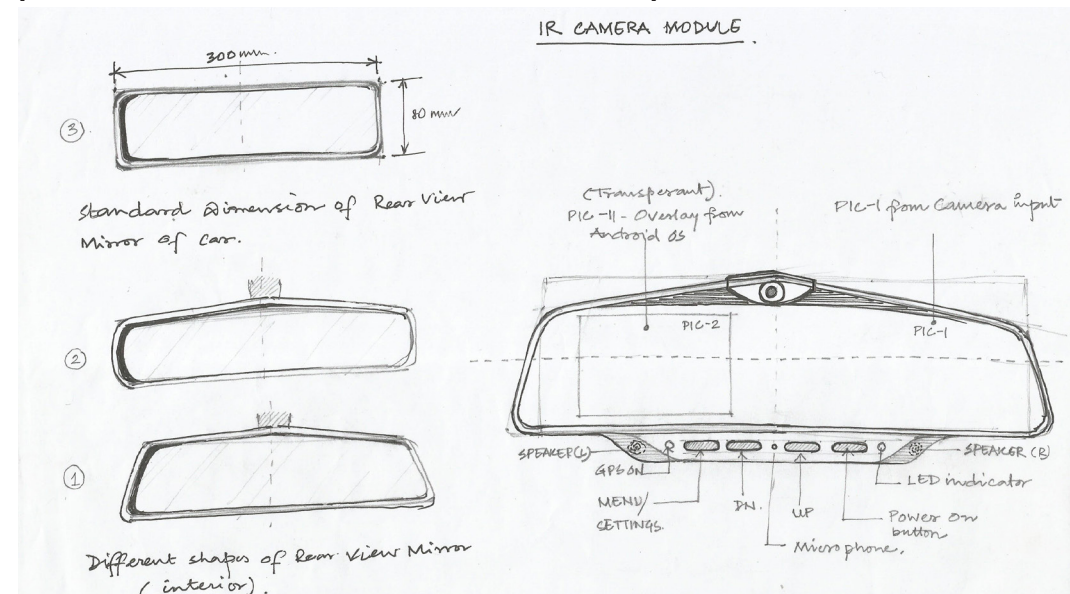 IR CAMERA MODULE
300mm.
80 mm
3
Standard Dimension of Rear View
Mirror of Car.
2
1
Different shapes of Rear View Mirror
(interior).
(Transperant).
PIC-II - Overlay from
Android OS
PIC-I from Camera input
PIC-2
PIC-1
SPEAKER(L)
GPS ON
MENU/
SETTINGS.
DN.
UP
Microphone.
Power On
button
LED indicator
SPEAKER (R)